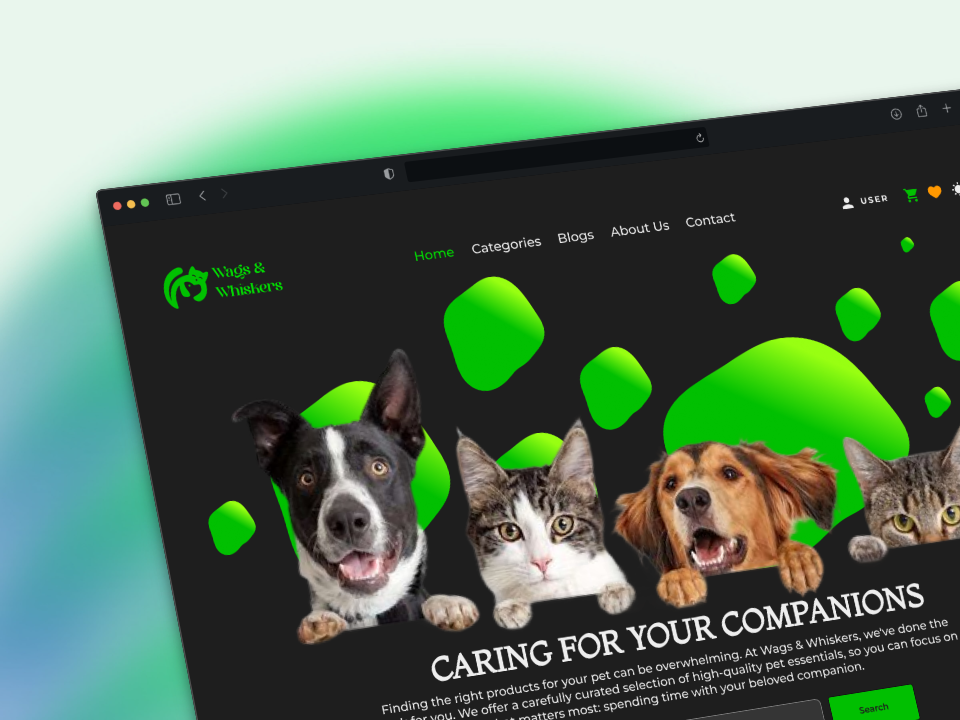 Wags &
Whiskers
Home Categories Blogs About Us Contact
USER
CARING FOR YOUR COMPANIONS
Finding the right products for your pet can be overwhelming. At Wags & Whiskers, we've done the
for you. We offer a carefully curated selection of high-quality pet essentials, so you can focus on
matters most: spending time with your beloved companion.
Search